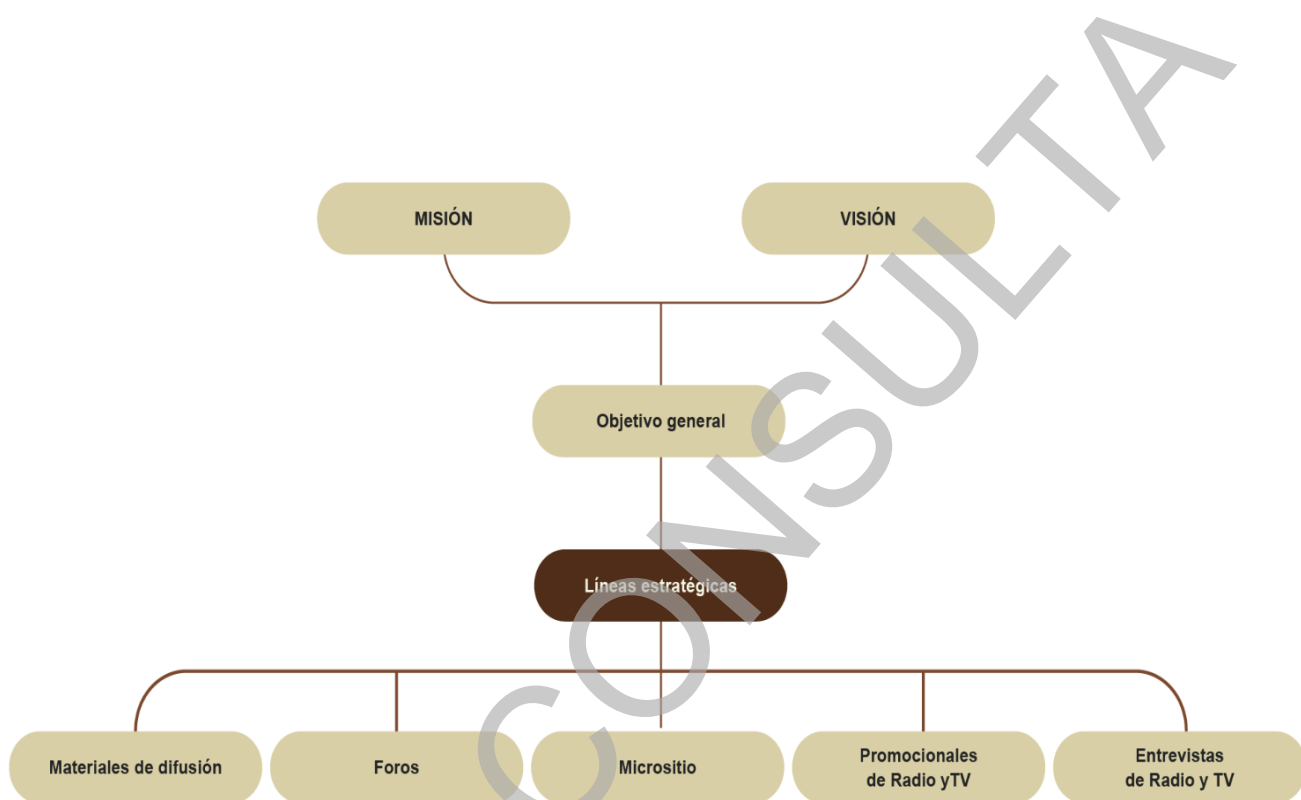 MISIÓN
VISIÓN
Objetivo general
Líneas estratégicas
Materiales de difusión
Foros
Micrositio
Promocionales
de Radio yTV
Entrevistas
de Radio y TV
CONSULTA